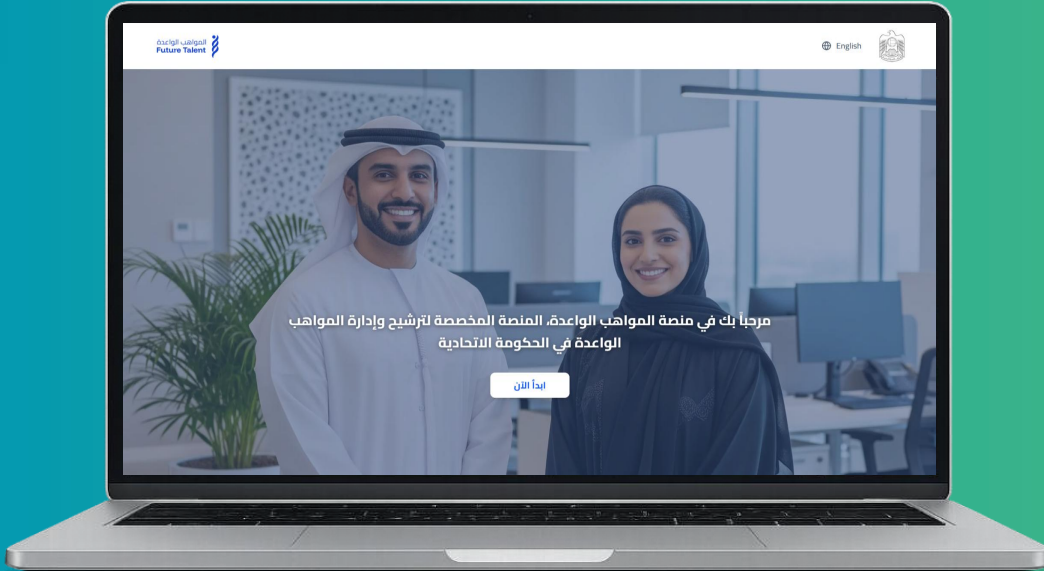 المواهب الواعدة
Future Talent
English
مرحباً بك في منصة المواهب الواعدة، المنصة المخصصة لترشيح وإدارة المواهب
الواعدة في الحكومة الاتحادية
ابدأ الآن